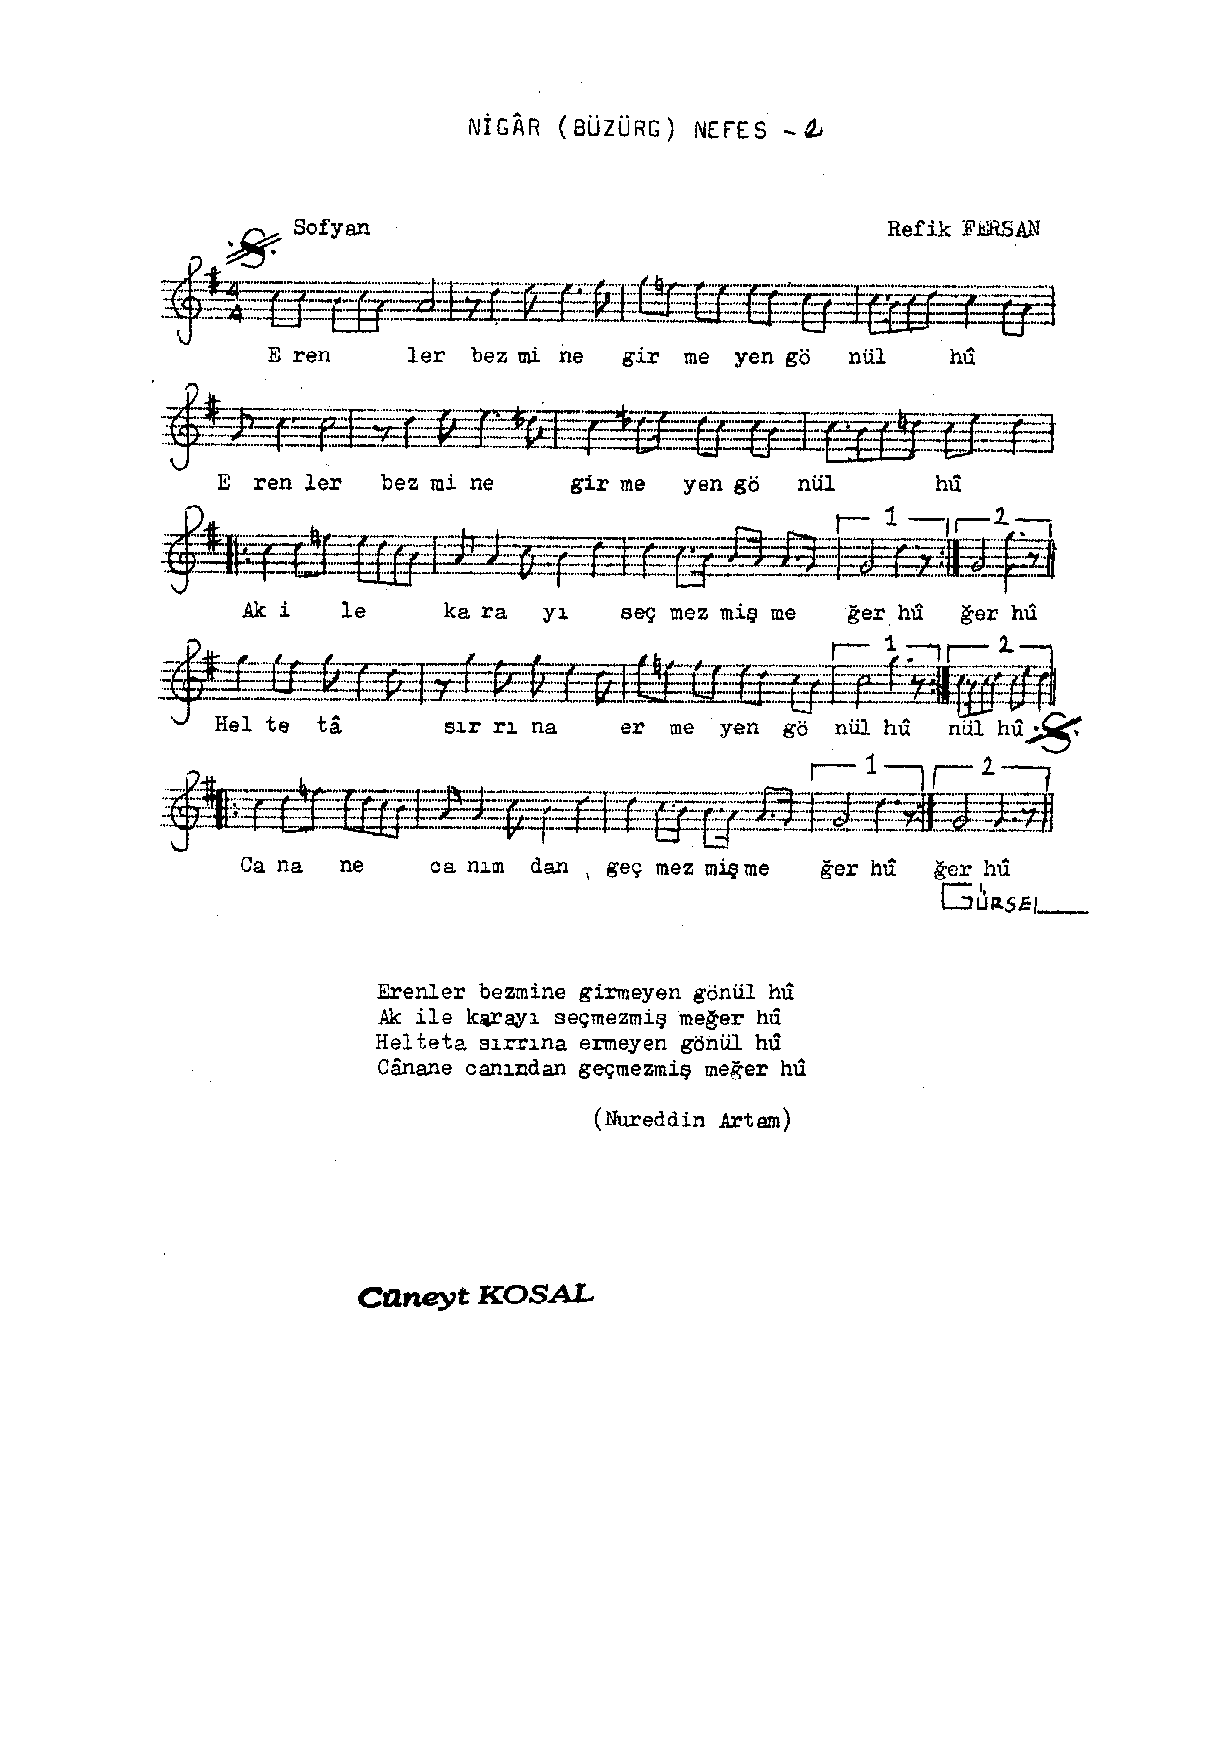 NİGÂR (BÜZÜRG) NEFES - 2
Sofyan
Refik FERSAN
4 4
E ren ler bez mi ne gir me yen gö nül hû
E ren ler bez mi ne gir me yen gö nül hû
1 2
Ak i le ka ra yı seç mez miş me ğer hû ğer hû
1 2
Hel te tâ sır rı na er me yen gö nül hû nül hû
1 2
Ca na ne ca nım dan geç mez miş me ğer hû ğer hû
GÜRSEL
Erenler bezmine girmeyen gönül hû
Ak ile karayı seçmezmiş meğer hû
Helteta sırrına ermeyen gönül hû
Cânane canından geçmezmiş meğer hû
(Nureddin Artam)
Cüneyt KOSAL